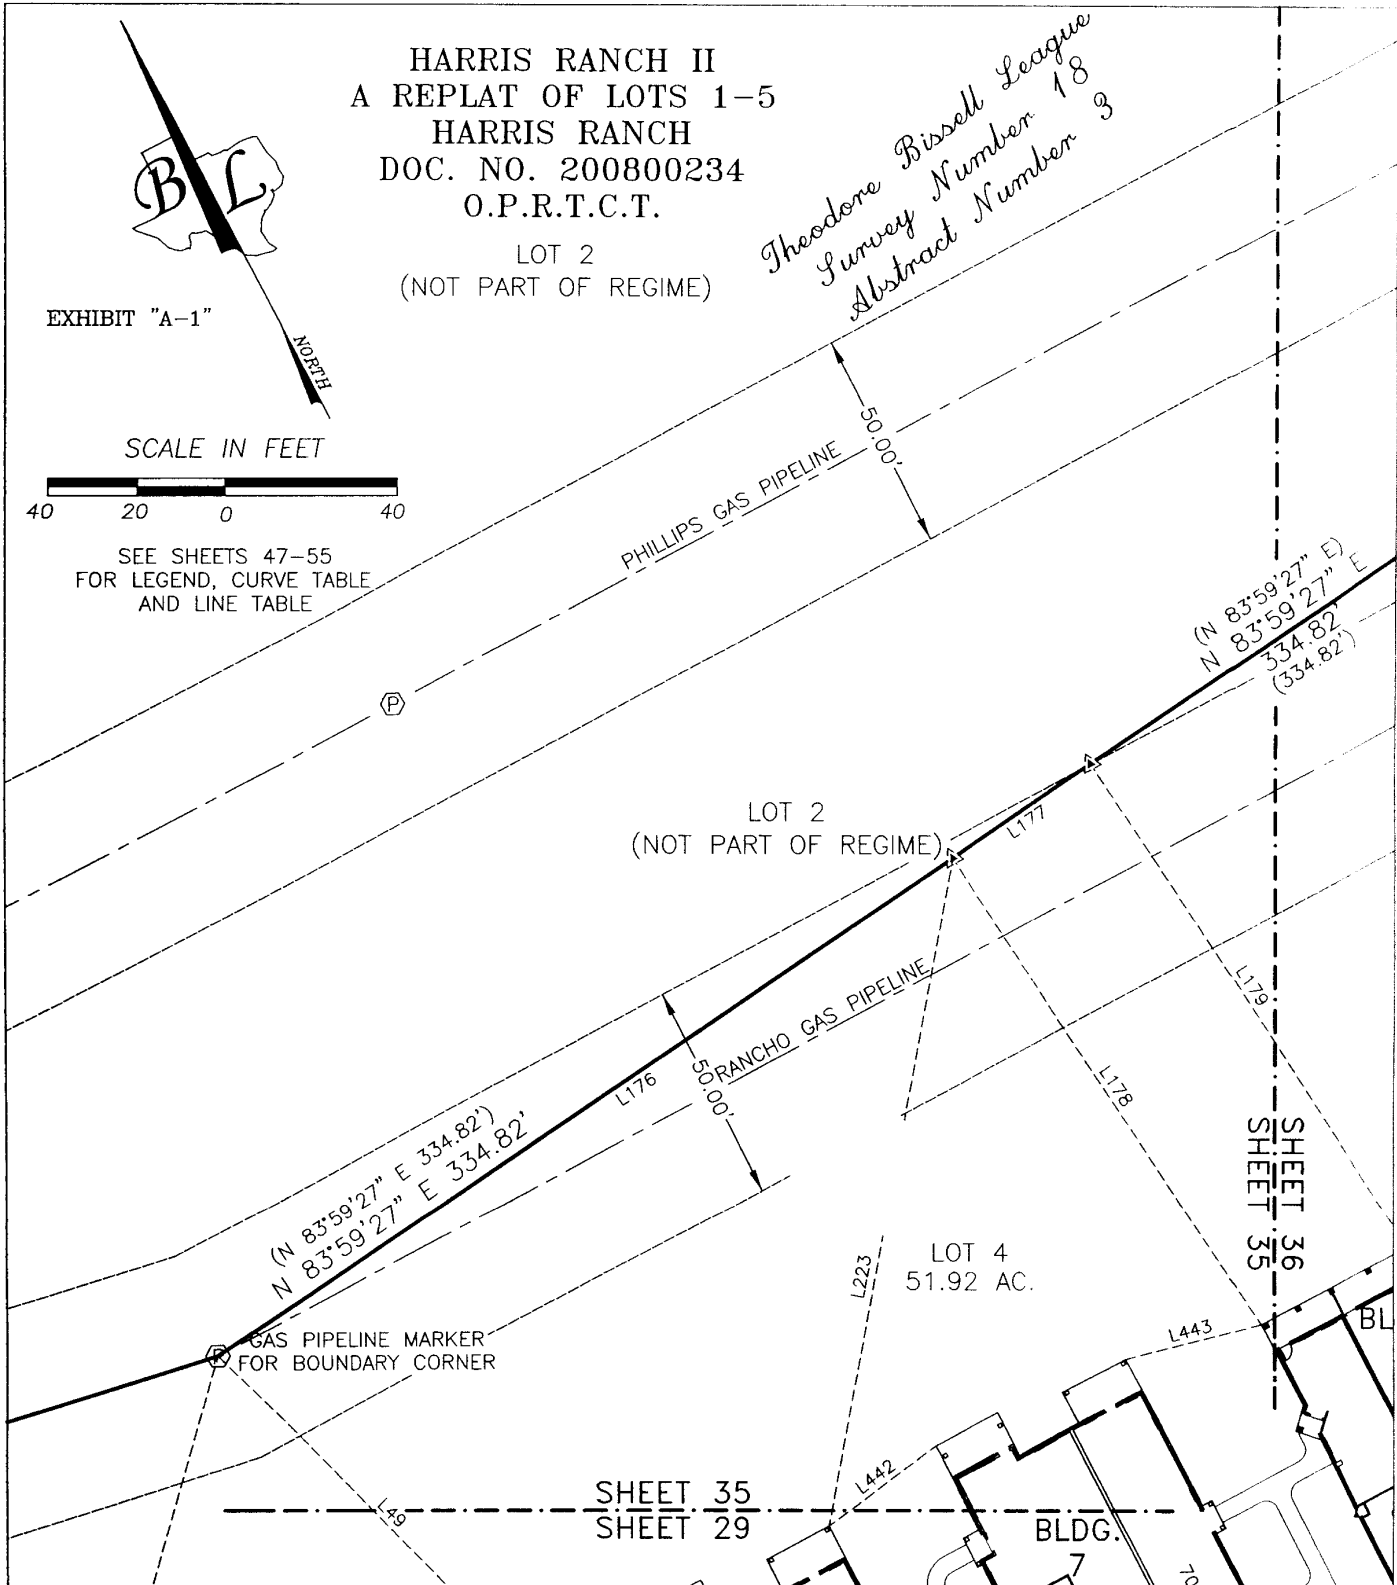 HARRIS RANCH II
A REPLAT OF LOTS 1-5
HARRIS RANCH
DOC. NO. 200800234
O.P.R.T.C.T.
LOT 2
(NOT PART OF REGIME)
Theodore Bissell League
Survey Number 18
Abstract Number 3
B L
EXHIBIT "A-1"
NORTH
SCALE IN FEET
40 20 0 40
SEE SHEETS 47-55
FOR LEGEND, CURVE TABLE
AND LINE TABLE
50.00'
PHILLIPS GAS PIPELINE
P
(N 83°59'27" E)
N 83°59'27" E
334.82'
(334.82')
LOT 2
(NOT PART OF REGIME)
L177
L179
RANCHO GAS PIPELINE
L176
50.00'
L178
(N 83°59'27" E 334.82')
N 83°59'27" E 334.82'
SHEET 36
SHEET 35
LOT 4
51.92 AC.
L223
L443
BL
R
GAS PIPELINE MARKER
FOR BOUNDARY CORNER
L442
L49
SHEET 35
SHEET 29
BLDG.
7
70